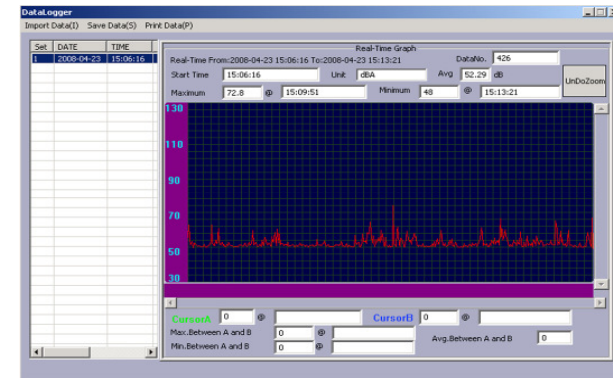 DataLogger
Import Data(I) Save Data(S) Print Data(P)
Set DATE TIME
1 2008-04-23 15:06:16
Real-Time Graph
Real-Time From:2008-04-23 15:06:16 To:2008-04-23 15:13:21 DataNo. 426
Start Time 15:06:16 Unit dBA Avg 52.29 dB
UnDoZoom
Maximum 72.8 @ 15:09:51 Minimum 48 @ 15:13:21
130
110
90
70
50
30
CursorA 0 @ CursorB 0 @
Max.Between A and B 0 @
Avg.Between A and B 0
Min.Between A and B 0 @